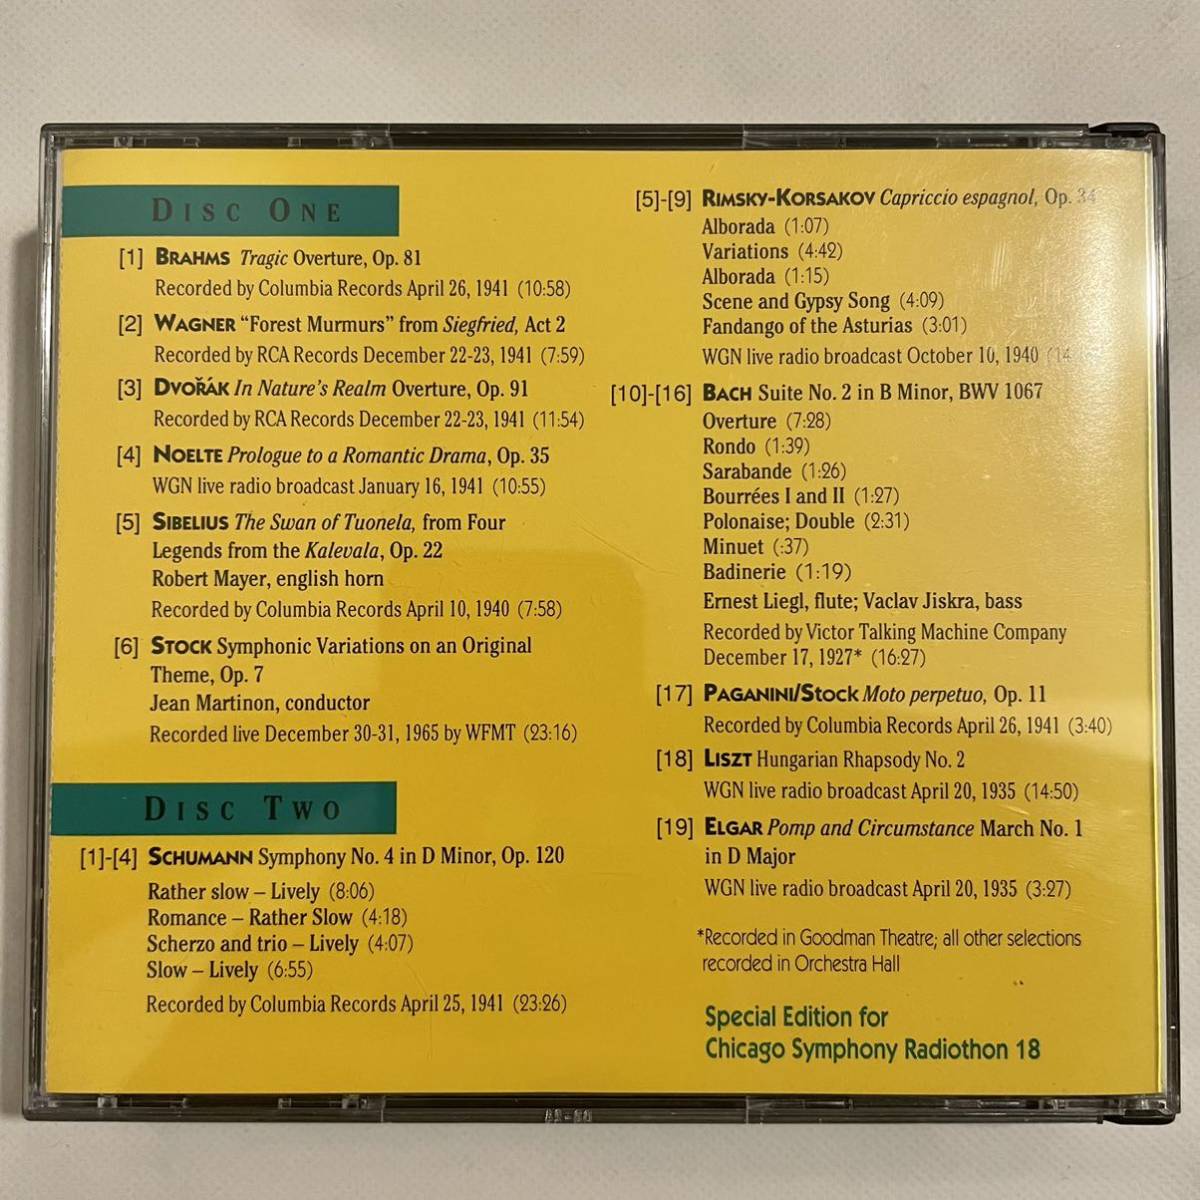 DISC ONE
[1] BRAHMS Tragic Overture, Op. 81
Recorded by Columbia Records April 26, 1941 (10:58)
[2] WAGNER “Forest Murmurs” from Siegfried, Act 2
Recorded by RCA Records December 22-23, 1941 (7:59)
[3] DVOŘÁK In Nature's Realm Overture, Op. 91
Recorded by RCA Records December 22-23, 1941 (11:54)
[4] NOELTE Prologue to a Romantic Drama, Op. 35
WGN live radio broadcast January 16, 1941 (10:55)
[5] SIBELIUS The Swan of Tuonela, from Four
Legends from the Kalevala, Op. 22
Robert Mayer, english horn
Recorded by Columbia Records April 10, 1940 (7:58)
[6] STOCK Symphonic Variations on an Original
Theme, Op. 7
Jean Martinon, conductor
Recorded live December 30-31, 1965 by WFMT (23:16)
DISC TWO
[1]-[4] SCHUMANN Symphony No. 4 in D Minor, Op. 120
Rather slow – Lively (8:06)
Romance – Rather Slow (4:18)
Scherzo and trio – Lively (4:07)
Slow – Lively (6:55)
Recorded by Columbia Records April 25, 1941 (23:26)
[5]-[9] RIMSKY-KORSAKOV Capriccio espagnol, Op. 34
Alborada (1:07)
Variations (4:42)
Alborada (1:15)
Scene and Gypsy Song (4:09)
Fandango of the Asturias (3:01)
WGN live radio broadcast October 10, 1940
[10]-[16] BACH Suite No. 2 in B Minor, BWV 1067
Overture (7:28)
Rondo (1:39)
Sarabande (1:26)
Bourrées I and II (1:27)
Polonaise; Double (2:31)
Minuet (:37)
Badinerie (1:19)
Ernest Liegl, flute; Vaclav Jiskra, bass
Recorded by Victor Talking Machine Company
December 17, 1927* (16:27)
[17] PAGANINI/STOCK Moto perpetuo, Op. 11
Recorded by Columbia Records April 26, 1941 (3:40)
[18] LISZT Hungarian Rhapsody No. 2
WGN live radio broadcast April 20, 1935 (14:50)
[19] ELGAR Pomp and Circumstance March No. 1
in D Major
WGN live radio broadcast April 20, 1935 (3:27)
*Recorded in Goodman Theatre; all other selections
recorded in Orchestra Hall
Special Edition for
Chicago Symphony Radiothon 18